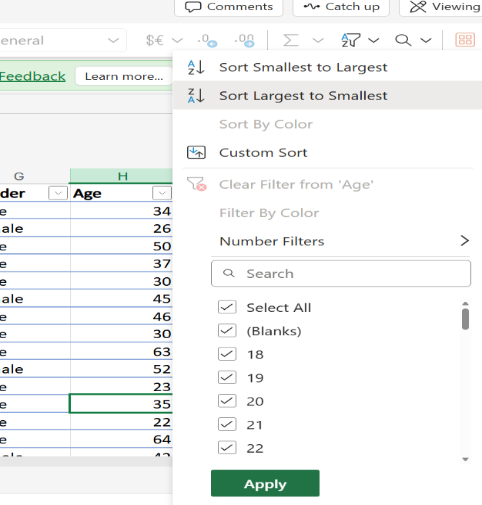 Comments Catch up Viewing
eneral $€ .0 .00
Feedback Learn more...
Sort Smallest to Largest
Sort Largest to Smallest
Sort By Color
Custom Sort
Clear Filter from 'Age'
Filter By Color
Number Filters
Search
Select All
(Blanks)
18
19
20
21
22
Apply
G H
der Age
e 34
ale 26
e 50
e 37
e 30
ale 45
e 46
e 30
e 63
ale 52
e 23
e 35
e 22
e 64